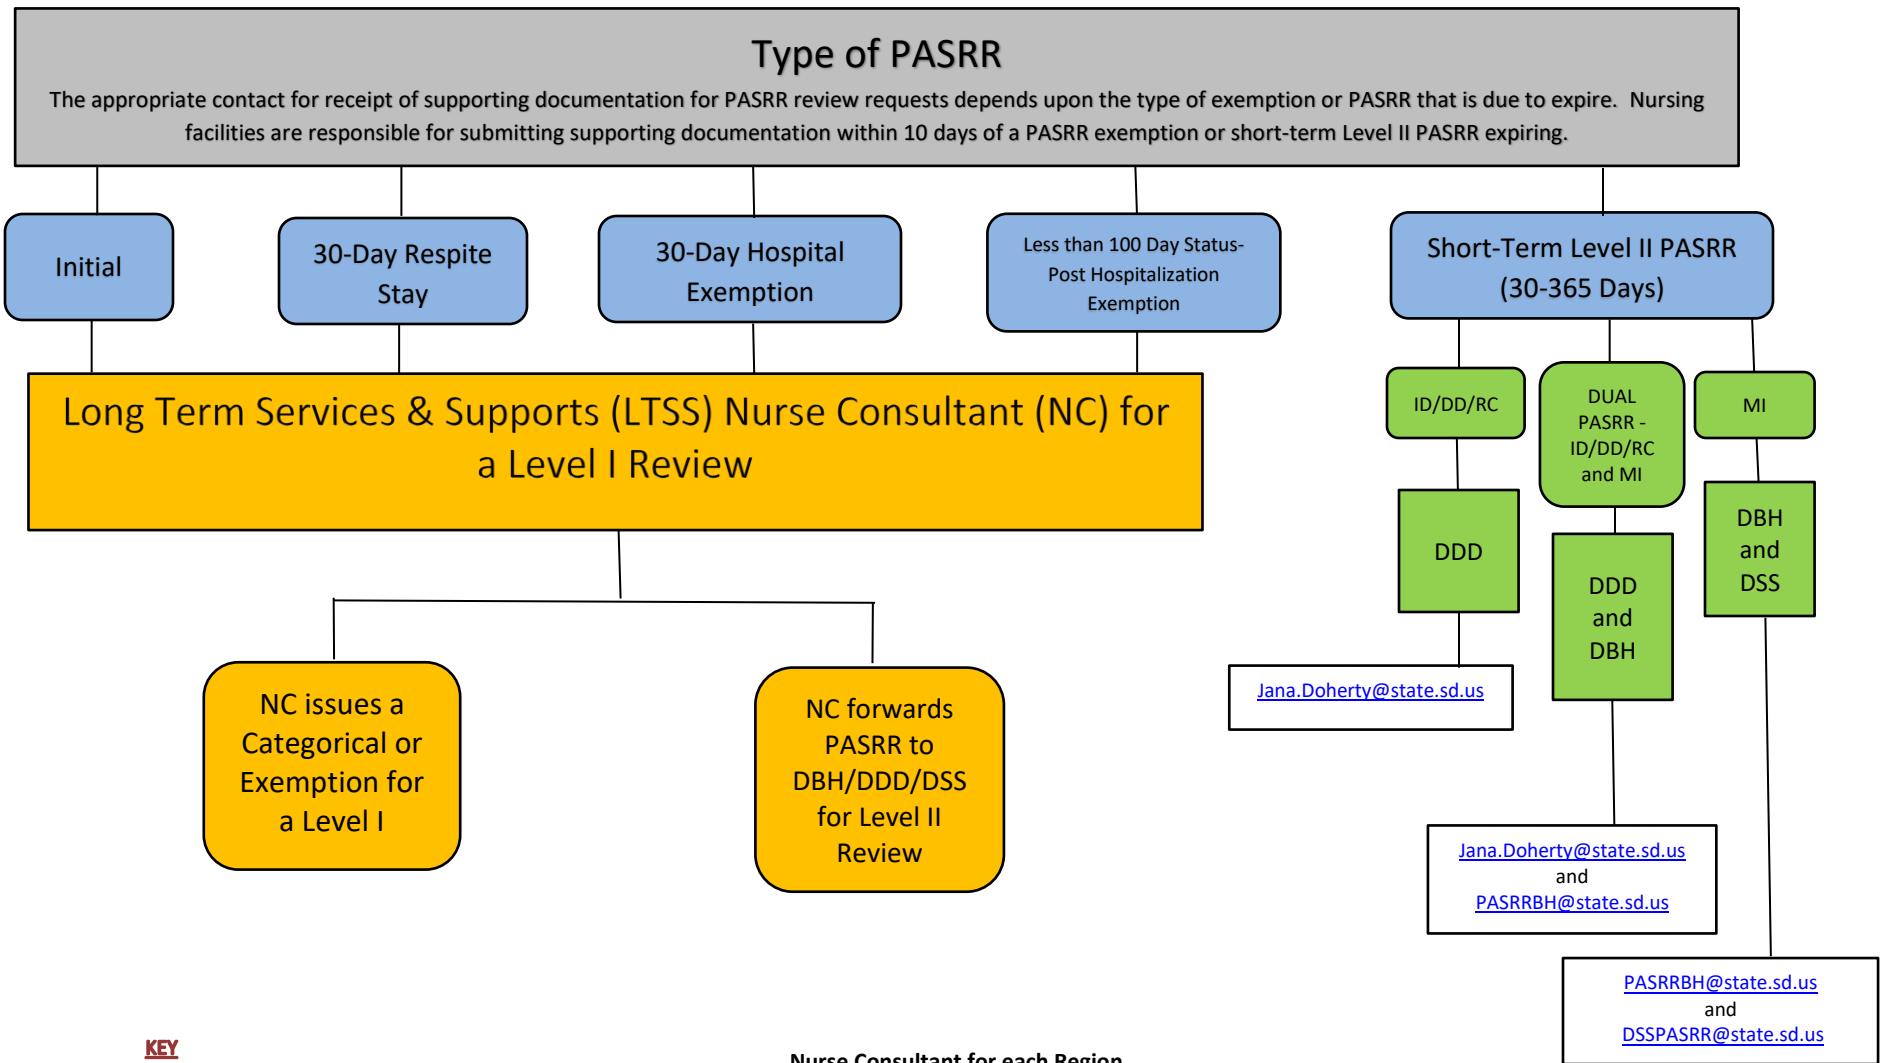 Type of PASRR
The appropriate contact for receipt of supporting documentation for PASRR review requests depends upon the type of exemption or PASRR that is due to expire.  Nursing
facilities are responsible for submitting supporting documentation within 10 days of a PASRR exemption or short-term Level II PASRR expiring.
Initial
30-Day Respite
Stay
30-Day Hospital
Exemption
Less than 100 Day Status-
Post Hospitalization
Exemption
Short-Term Level II PASRR
(30-365 Days)
Long Term Services & Supports (LTSS) Nurse Consultant (NC) for
a Level I Review
ID/DD/RC
DUAL
PASRR -
ID/DD/RC
and MI
MI
DDD
DDD
and
DBH
DBH
and
DSS
NC issues a
Categorical or
Exemption for
a Level I
NC forwards
PASRR to
DBH/DDD/DSS
for Level II
Review
Jana.Doherty@state.sd.us
Jana.Doherty@state.sd.us
and
PASRRBH@state.sd.us
PASRRBH@state.sd.us
and
DSSPASRR@state.sd.us
KEY
Nurse Consultant for each Region